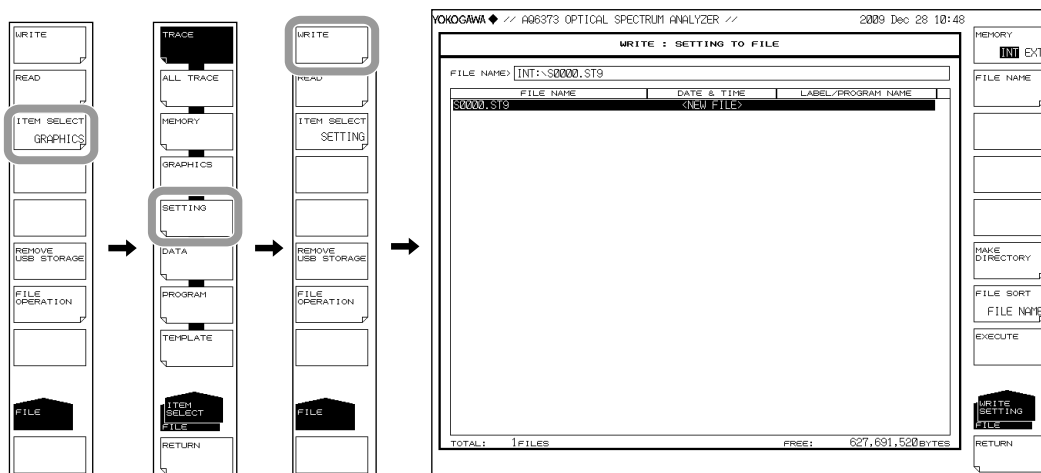 WRITE
READ
ITEM SELECT
GRAPHICS
REMOVE
USB STORAGE
FILE
OPERATION
FILE
TRACE
ALL TRACE
MEMORY
GRAPHICS
SETTING
DATA
PROGRAM
TEMPLATE
ITEM
SELECT
FILE
RETURN
WRITE
READ
ITEM SELECT
SETTING
REMOVE
USB STORAGE
FILE
OPERATION
FILE
YOKOGAWA ◆ // AQ6373 OPTICAL SPECTRUM ANALYZER // 2009 Dec 28 10:48
WRITE : SETTING TO FILE
FILE NAME> INT:\S0000.ST9
FILE NAME DATE & TIME LABEL/PROGRAM NAME
S0000.ST9 <NEW FILE>
TOTAL: 1FILES FREE: 627,691,520BYTES
MEMORY
INT EXT
FILE NAME
MAKE
DIRECTORY
FILE SORT
FILE NAME
EXECUTE
WRITE
SETTING
FILE
RETURN